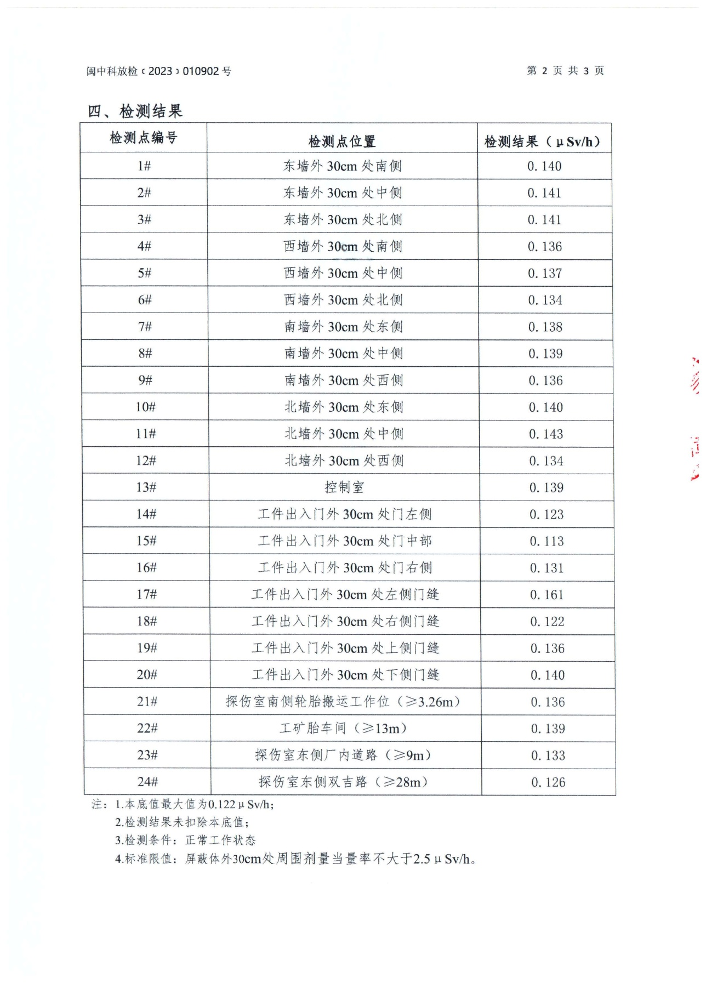 闽中科放检﹝2023﹞010902号 第 2 页 共 3 页
四、检测结果
检测点编号 检测点位置 检测结果（μSv/h）
1# 东墙外 30cm 处南侧 0.140
2# 东墙外 30cm 处中侧 0.141
3# 东墙外 30cm 处北侧 0.141
4# 西墙外 30cm 处南侧 0.136
5# 西墙外 30cm 处中侧 0.137
6# 西墙外 30cm 处北侧 0.134
7# 南墙外 30cm 处东侧 0.138
8# 南墙外 30cm 处中侧 0.139
9# 南墙外 30cm 处西侧 0.136
10# 北墙外 30cm 处东侧 0.140
11# 北墙外 30cm 处中侧 0.143
12# 北墙外 30cm 处西侧 0.134
13# 控制室 0.139
14# 工件出入门外 30cm 处门左侧 0.123
15# 工件出入门外 30cm 处门中部 0.113
16# 工件出入门外 30cm 处门右侧 0.131
17# 工件出入门外 30cm 处左侧门缝 0.161
18# 工件出入门外 30cm 处右侧门缝 0.122
19# 工件出入门外 30cm 处上侧门缝 0.136
20# 工件出入门外 30cm 处下侧门缝 0.140
21# 探伤室南侧轮胎搬运工作位（≥3.26m） 0.136
22# 工矿胎车间（≥13m） 0.139
23# 探伤室东侧厂内道路（≥9m） 0.133
24# 探伤室东侧双吉路（≥28m） 0.126
注：1.本底值最大值为0.122μSv/h；
2.检测结果未扣除本底值；
3.检测条件：正常工作状态
4.标准限值：屏蔽体外30cm处周围剂量当量率不大于2.5μSv/h。